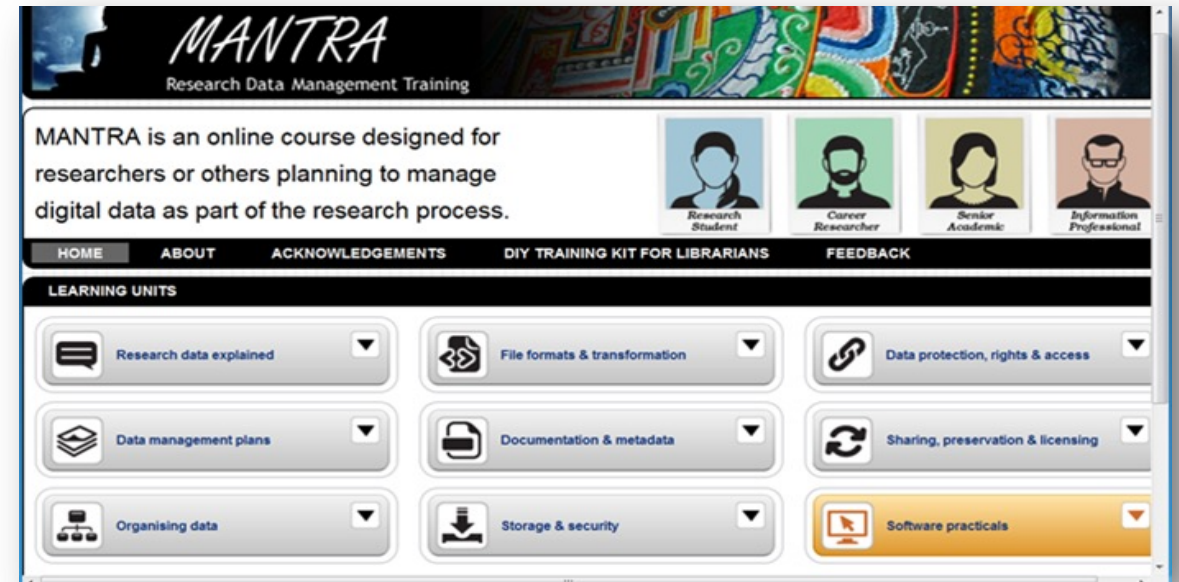 MANTRA
Research Data Management Training
MANTRA is an online course designed for
researchers or others planning to manage
digital data as part of the research process.
Research
Student
Career
Researcher
Senior
Academic
Information
Professional
HOME ABOUT ACKNOWLEDGEMENTS DIY TRAINING KIT FOR LIBRARIANS FEEDBACK
LEARNING UNITS
Research data explained
File formats & transformation
Data protection, rights & access
Data management plans
Documentation & metadata
Sharing, preservation & licensing
Organising data
Storage & security
Software practicals